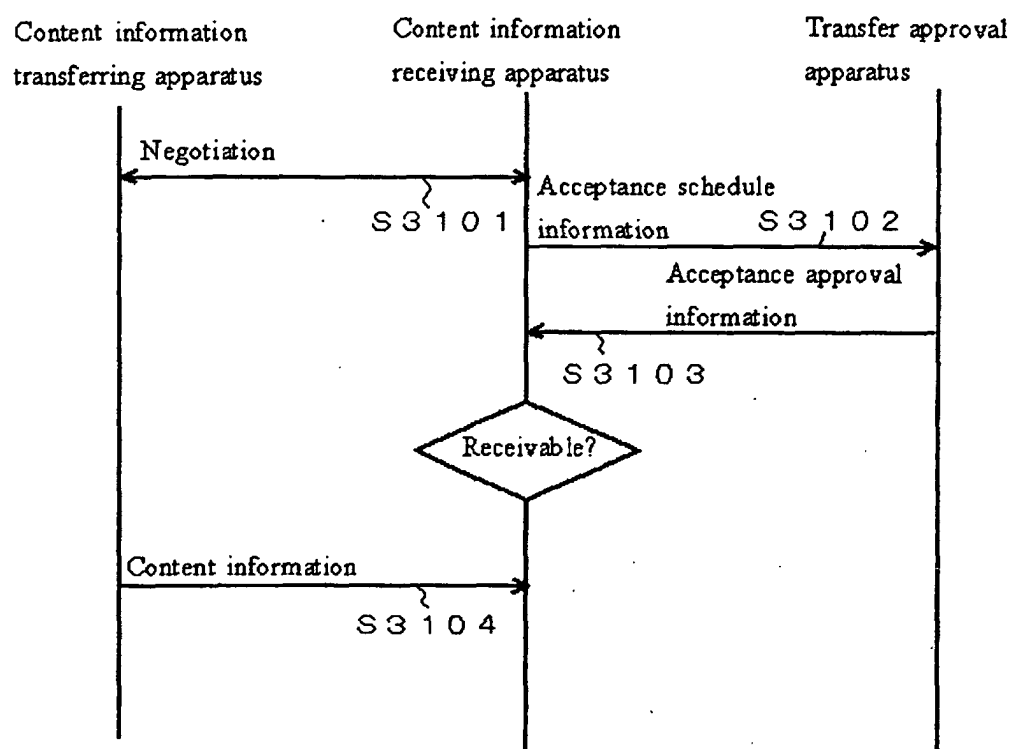 Content information
transferring apparatus
Content information
receiving apparatus
Transfer approval
apparatus
Negotiation
S3101
Acceptance schedule
information
S3102
Acceptance approval
information
S3103
Receivable?
Content information
S3104